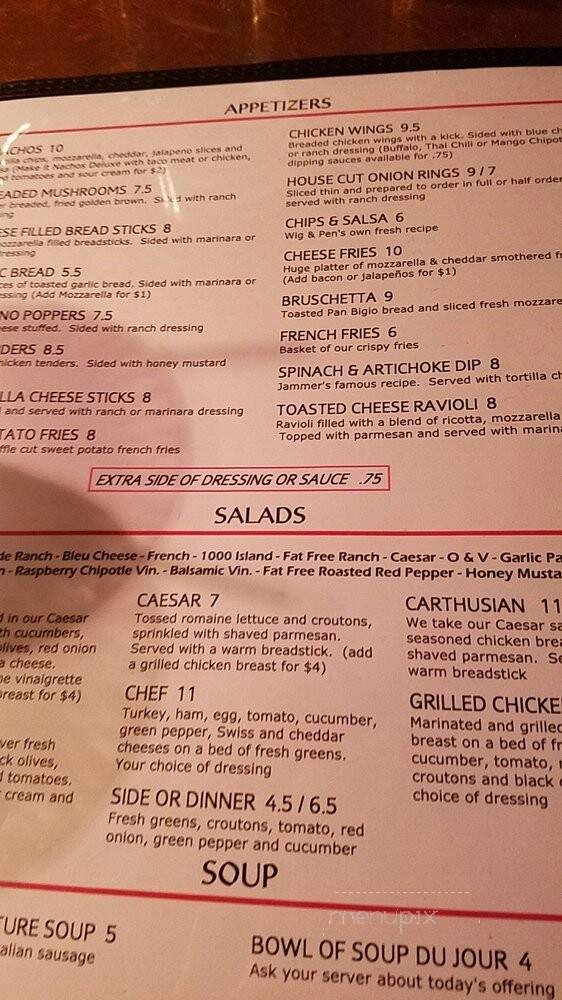 APPETIZERS
ACHOS 10
tilla chips, mozzarella, cheddar, jalapeno slices and
sa (Make it Nachos Deluxe with taco meat or chicken,
tomatoes and sour cream for $2)
EADED MUSHROOMS 7.5
breaded, fried golden brown. with ranch
ESE FILLED BREAD STICKS 8
ozzarella filled breadsticks. Sided with marinara or
dressing
C BREAD 5.5
ces of toasted garlic bread. Sided with marinara or
essing (Add Mozzarella for $1)
NO POPPERS 7.5
eese stuffed. Sided with ranch dressing
NDERS 8.5
hicken tenders. Sided with honey mustard
LLA CHEESE STICKS 8
and served with ranch or marinara dressing
TATO FRIES 8
ffle cut sweet potato french fries
CHICKEN WINGS 9.5
Breaded chicken wings with a kick. Sided with blue ch
or ranch dressing (Buffalo, Thai Chili or Mango Chipot
dipping sauces available for .75)
HOUSE CUT ONION RINGS 9 / 7
Sliced thin and prepared to order in full or half order
served with ranch dressing
CHIPS & SALSA 6
Wig & Pen's own fresh recipe
CHEESE FRIES 10
Huge platter of mozzarella & cheddar smothered f
(Add bacon or jalapeños for $1)
BRUSCHETTA 9
Toasted Pan Bigio bread and sliced fresh mozzare
FRENCH FRIES 6
Basket of our crispy fries
SPINACH & ARTICHOKE DIP 8
Jammer's famous recipe. Served with tortilla ch
TOASTED CHEESE RAVIOLI 8
Ravioli filled with a blend of ricotta, mozzarella
Topped with parmesan and served with marina
EXTRA SIDE OF DRESSING OR SAUCE .75
SALADS
de Ranch - Bleu Cheese - French - 1000 Island - Fat Free Ranch - Caesar - O & V - Garlic Pa
n - Raspberry Chipotle Vin. - Balsamic Vin. - Fat Free Roasted Red Pepper - Honey Musta
d in our Caesar
th cucumbers,
olives, red onion
a cheese.
ne vinaigrette
breast for $4)
ver fresh
ck olives,
d tomatoes.
r cream and
CAESAR 7
Tossed romaine lettuce and croutons,
sprinkled with shaved parmesan.
Served with a warm breadstick. (add
a grilled chicken breast for $4)
CHEF 11
Turkey, ham, egg, tomato, cucumber,
green pepper, Swiss and cheddar
cheeses on a bed of fresh greens.
Your choice of dressing
SIDE OR DINNER 4.5 / 6.5
Fresh greens, croutons, tomato, red
onion, green pepper and cucumber
CARTHUSIAN 11
We take our Caesar sa
seasoned chicken brea
shaved parmesan. Se
warm breadstick
GRILLED CHICKE
Marinated and grilled
breast on a bed of fr
cucumber, tomato, r
croutons and black o
choice of dressing
SOUP
TURE SOUP 5
talian sausage
BOWL OF SOUP DU JOUR 4
Ask your server about today's offering
menupix